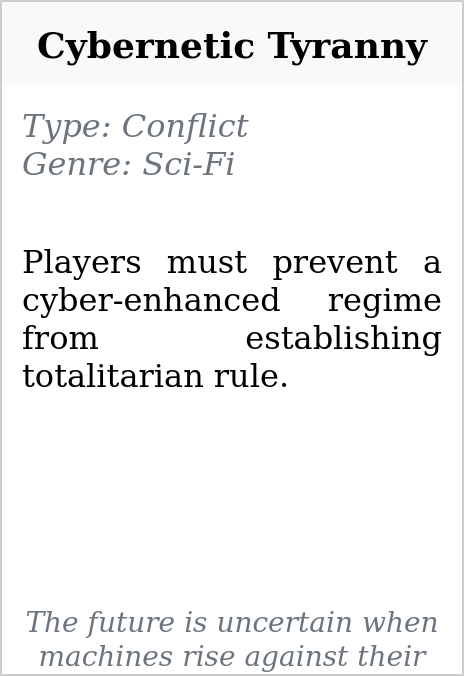 Cybernetic Tyranny
Type: Conflict
Genre: Sci-Fi
Players must prevent a
cyber-enhanced regime
from establishing
totalitarian rule.
The future is uncertain when
machines rise against their